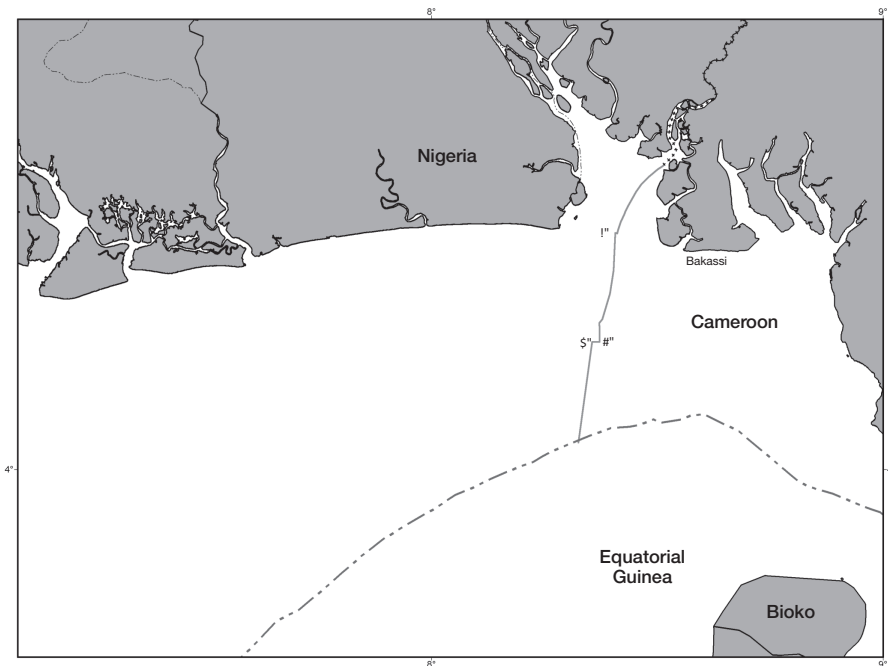 8°
9°
Nigeria
!"
Bakassi
Cameroon
$"
#"
4°
Equatorial
Guinea
Bioko
8°
9°